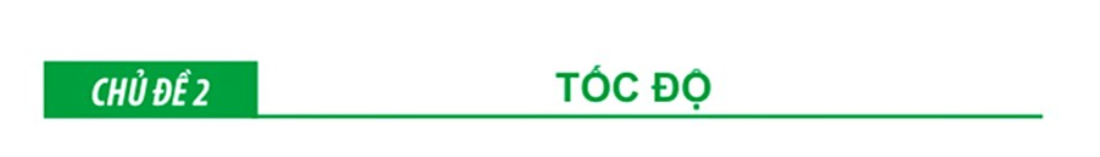 CHỦ ĐỀ 2
TỐC ĐỘ